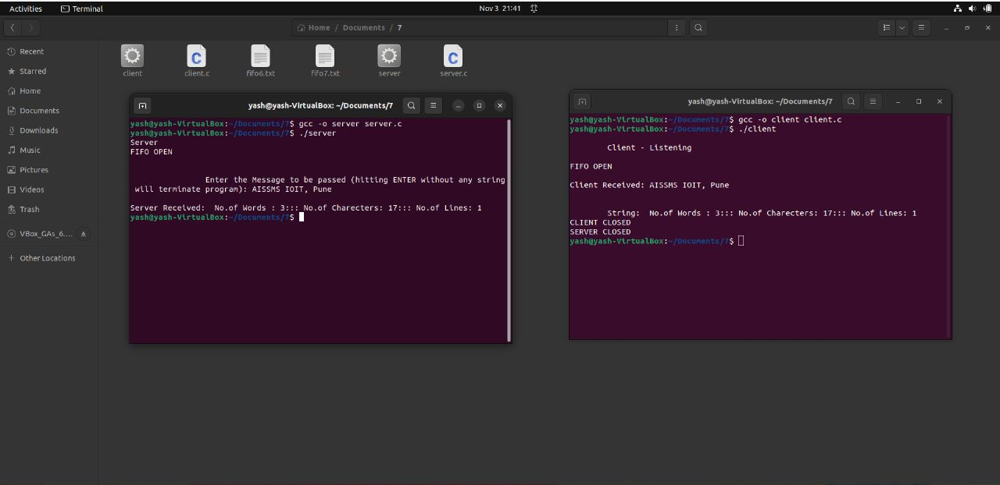 Activities
Terminal
Nov 3 21:41
Home / Documents / 7
Recent
Starred
Home
Documents
Downloads
Music
Pictures
Videos
Trash
VBox_GAs_6....
Other Locations
client
client.c
fifo6.txt
fifo7.txt
server
server.c
yash@yash-VirtualBox: ~/Documents/7
yash@yash-VirtualBox:~/Documents/7$ gcc -o server server.c
yash@yash-VirtualBox:~/Documents/7$ ./server
Server
FIFO OPEN
Enter the Message to be passed (hitting ENTER without any string
will terminate program): AISSMS IOIT, Pune
Server Received:  No.of Words : 3::: No.of Charecters: 17::: No.of Lines: 1
yash@yash-VirtualBox:~/Documents/7$
yash@yash-VirtualBox: ~/Documents/7
yash@yash-VirtualBox:~/Documents/7$ gcc -o client client.c
yash@yash-VirtualBox:~/Documents/7$ ./client
Client - Listening
FIFO OPEN
Client Received: AISSMS IOIT, Pune
String:  No.of Words : 3::: No.of Charecters: 17::: No.of Lines: 1
CLIENT CLOSED
SERVER CLOSED
yash@yash-VirtualBox:~/Documents/7$